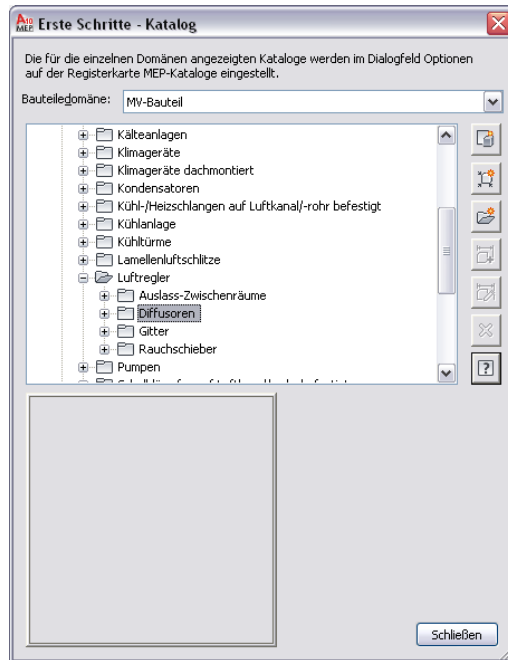 A10
MEP
Erste Schritte - Katalog
Die für die einzelnen Domänen angezeigten Kataloge werden im Dialogfeld Optionen
auf der Registerkarte MEP-Kataloge eingestellt.
Bauteiledomäne:
MV-Bauteil
Kälteanlagen
Klimageräte
Klimageräte dachmontiert
Kondensatoren
Kühl-/Heizschlangen auf Luftkanal/-rohr befestigt
Kühlanlage
Kühltürme
Lamellenluftschlitze
Luftregler
Auslass-Zwischenräume
Diffusoren
Gitter
Rauchschieber
Pumpen
Schließen